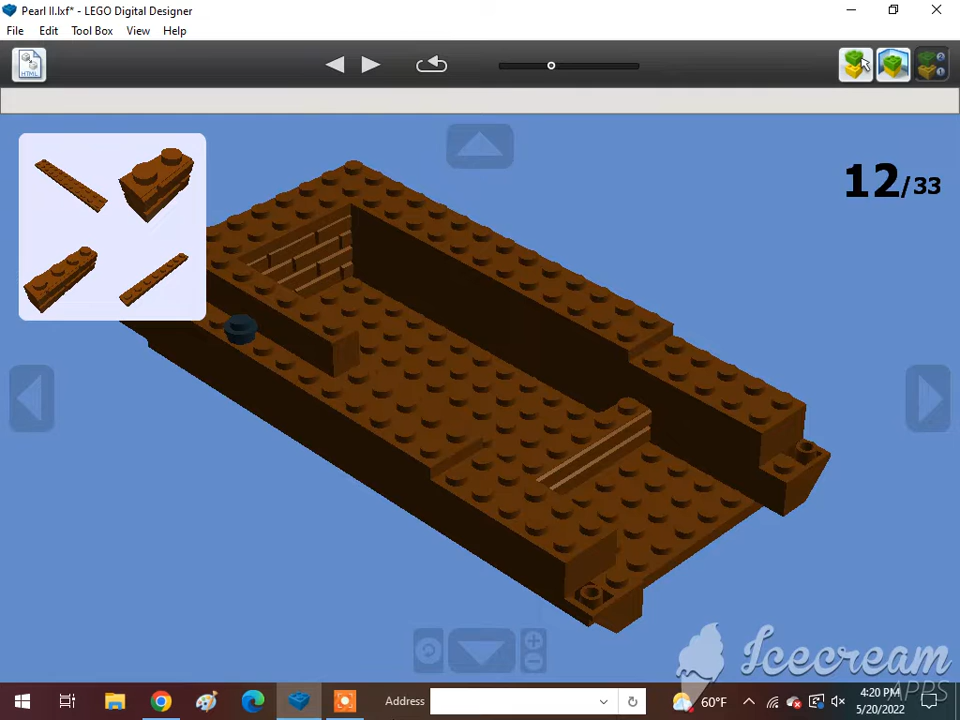 Pearl II.lxf* - LEGO Digital Designer
File Edit Tool Box View Help
HTML
12/33
Icecream
APPS
Address
60°F
4:20 PM
5/20/2022